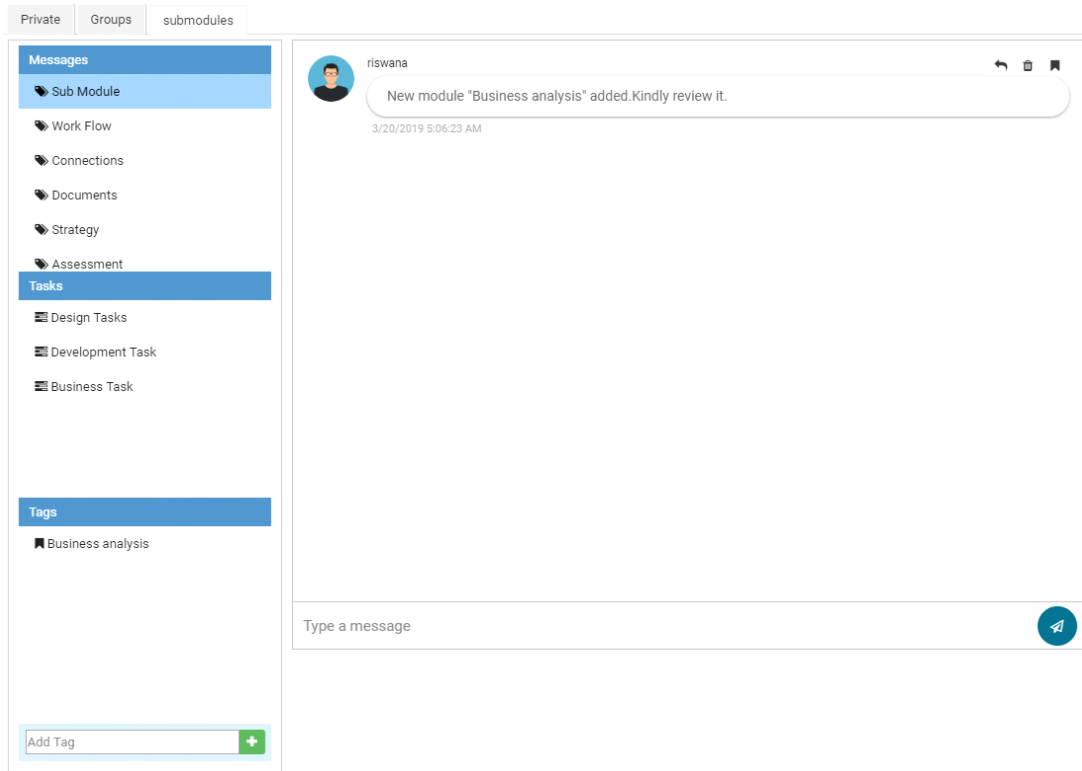 Private Groups submodules
Messages
Sub Module
Work Flow
Connections
Documents
Strategy
Assessment
Tasks
Design Tasks
Development Task
Business Task
Tags
Business analysis
Add Tag
riswana
New module "Business analysis" added.Kindly review it.
3/20/2019 5:06:23 AM
Type a message